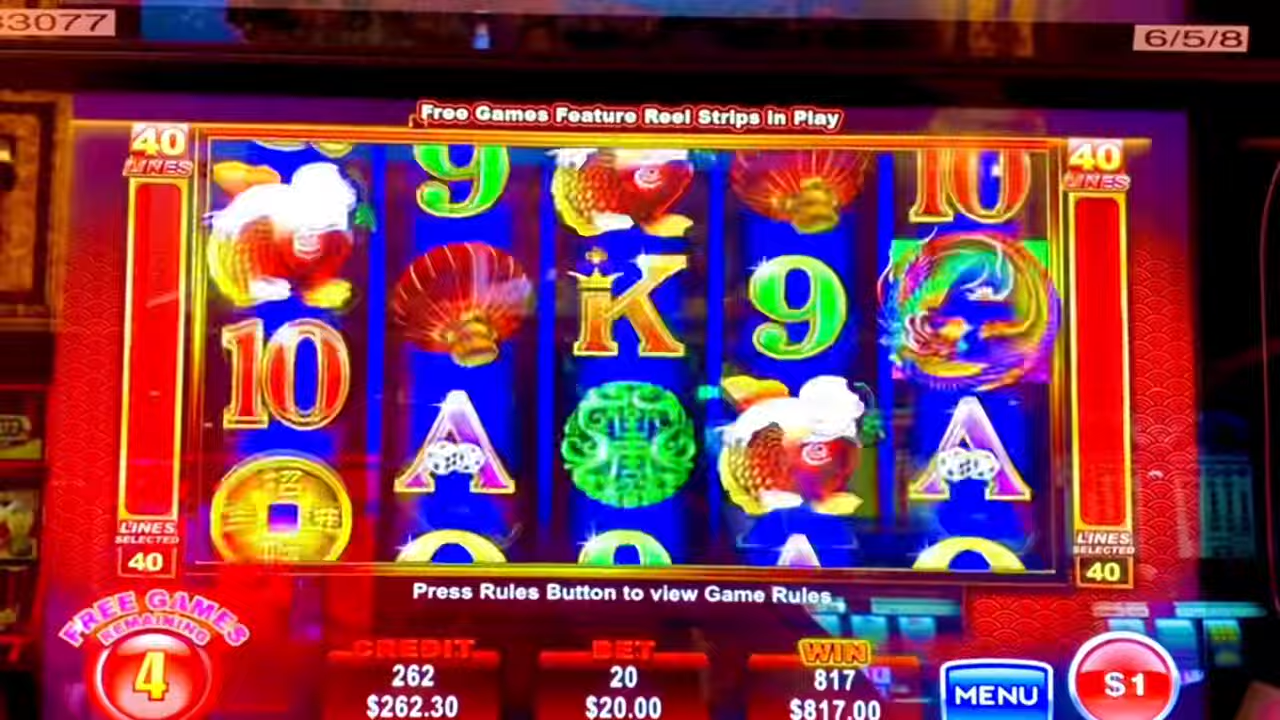 33077
6/5/8
Free Games Feature Reel Strips in Play
40
LINES
40
LINES
9
10
K
9
10
A
A
LINES
SELECTED
40
LINES
SELECTED
40
Press Rules Button to view Game Rules
FREE GAMES
REMAINING
4
CREDIT
262
$262.30
BET
20
$20.00
WIN
817
$817.00
MENU
$1